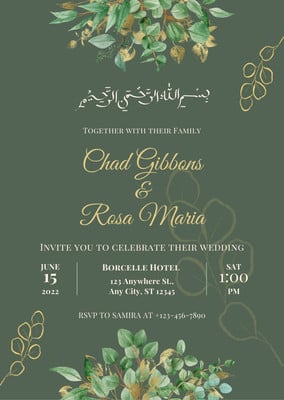 بسم الله الرحمن الرحيم
Together with their Family
Chad Gibbons
&
Rosa Maria
Invite you to celebrate their wedding
June
15
2022
Borcelle Hotel
123 Anywhere St.,
Any City, ST 12345
Sat
1:00
PM
RSVP to Samira at +123-456-7890